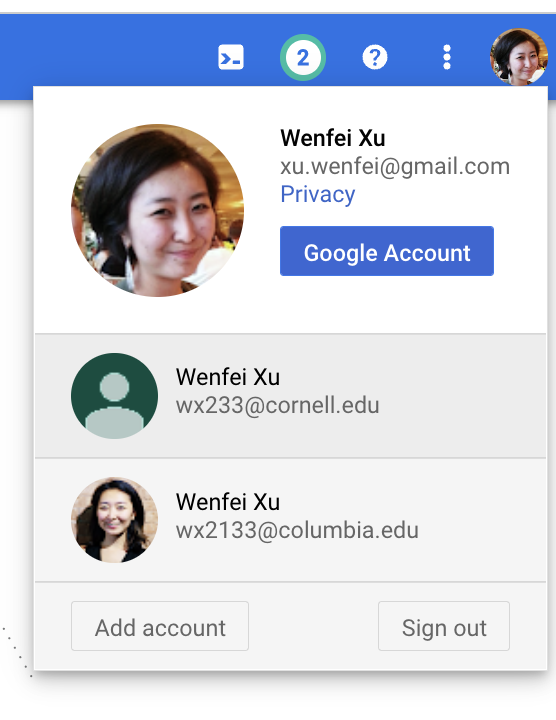 2
Wenfei Xu
xu.wenfei@gmail.com
Privacy
Google Account
Wenfei Xu
wx233@cornell.edu
Wenfei Xu
wx2133@columbia.edu
Add account
Sign out